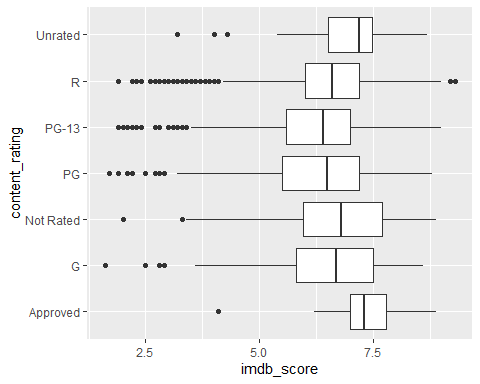 Unrated
R
PG-13
PG
Not Rated
G
Approved
content_rating
2.5 5.0 7.5
imdb_score